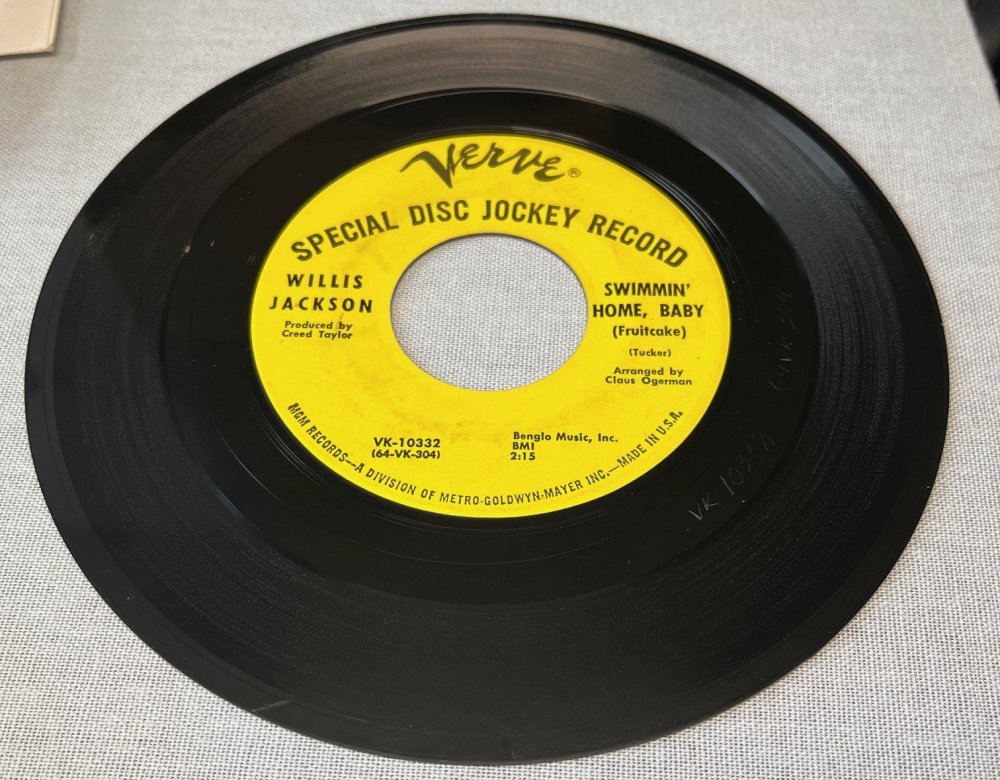 Verve®
SPECIAL DISC JOCKEY RECORD
WILLIS
JACKSON
Produced by
Creed Taylor
SWIMMIN'
HOME, BABY
(Fruitcake)
(Tucker)
Arranged by
Claus Ogerman
VK-10332
(64-VK-304)
Benglo Music, Inc.
BMI
2:15
MGM RECORDS—A DIVISION OF METRO-GOLDWYN-MAYER INC.—MADE IN U.S.A.
VK